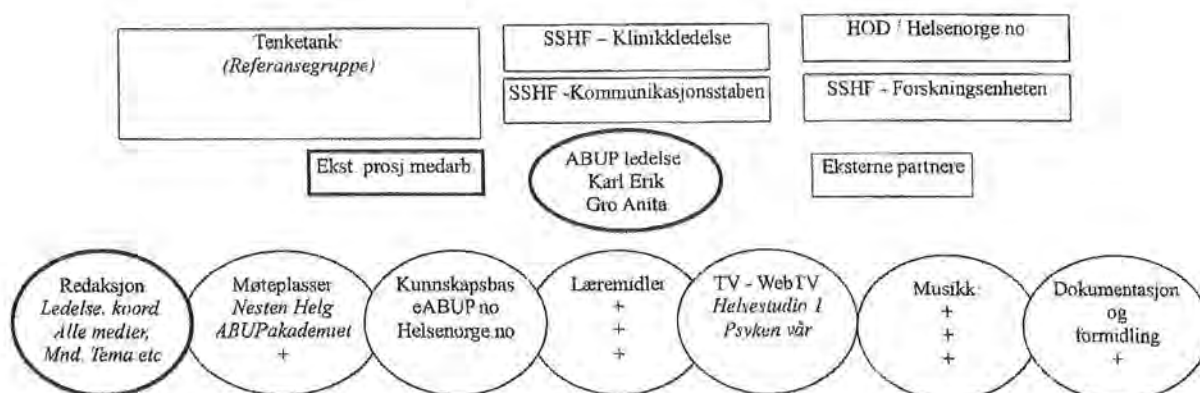 Tenketank
(Referansegruppe)
SSHF – Klinikkledelse
HOD / Helsenorge no
SSHF -Kommunikasjonsstaben
SSHF - Forskningsenheten
Ekst prosj medarb
ABUP ledelse
Karl Erik
Gro Anita
Eksterne partnere
Redaksjon
Ledelse, koord
Alle medier,
Mnd. Tema etc
Møteplasser
Nesten Helg
ABUPakademiet
+
Kunnskapsbas
eABUP no
Helsenorge.no
Læremidler
+
+
+
TV - WebTV
Helsestudio 1
Psyken vår
Musikk
+
+
+
Dokumentasjon
og
formidling
+